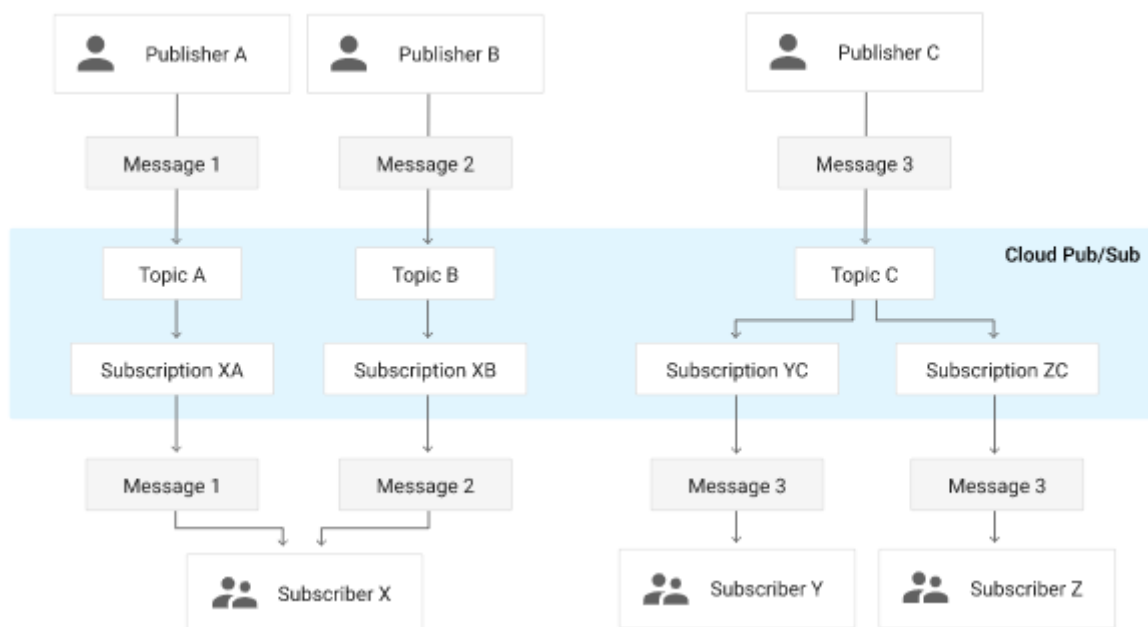 Publisher A
Publisher B
Publisher C
Message 1
Message 2
Message 3
Cloud Pub/Sub
Topic A
Topic B
Topic C
Subscription XA
Subscription XB
Subscription YC
Subscription ZC
Message 1
Message 2
Message 3
Message 3
Subscriber X
Subscriber Y
Subscriber Z